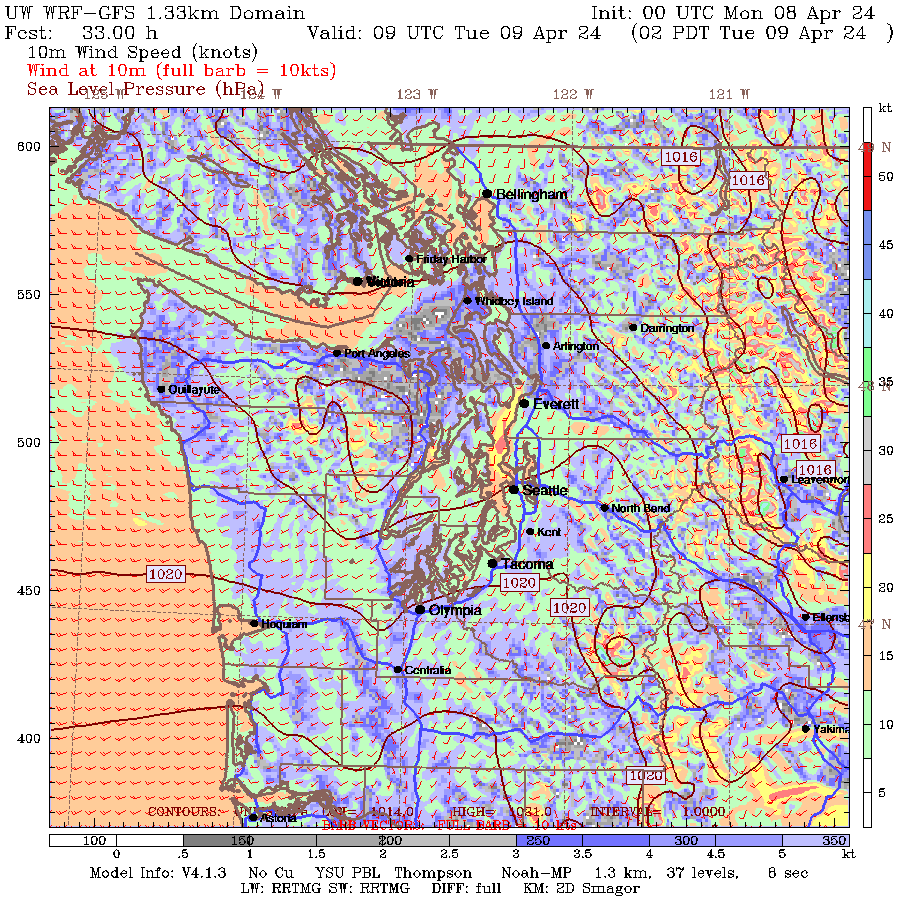 UW WRF-GFS 1.33km Domain Init: 00 UTC Mon 08 Apr 24
Fcst: 33.00 h Valid: 09 UTC Tue 09 Apr 24 (02 PDT Tue 09 Apr 24 )
10m Wind Speed (knots)
Wind at 10m (full barb = 10kts)
Sea Level Pressure (hPa)
125 W 124 W 123 W 122 W 121 W
kt
600
1016
49 N
50
1016
Bellingham
45
Friday Harbor
Victoria
550
Whidbey Island
40
Darrington
Arlington
Port Angeles
35
48 N
Quillayute
Everett
500
1016
30
1016
Leavenwor
Seattle
North Bend
25
Kent
Tacoma
1020
1020
450
20
1020
Olympia
Ellensb
Hoquiam
47 N
15
Centralia
10
400
Yakima
1020
5
CONTOURS: LOW= 1014.0 HIGH= 1021.0 INTERVAL= 1.0000
Astoria
BARB VECTORS: FULL BARB = 10 kts
100 150 200 250 300 350
0 .5 1 1.5 2 2.5 3 3.5 4 4.5 5 kt
Model Info: V4.1.3 No Cu YSU PBL Thompson Noah-MP 1.3 km, 37 levels, 8 sec
LW: RRTMG SW: RRTMG DIFF: full KM: 2D Smagor